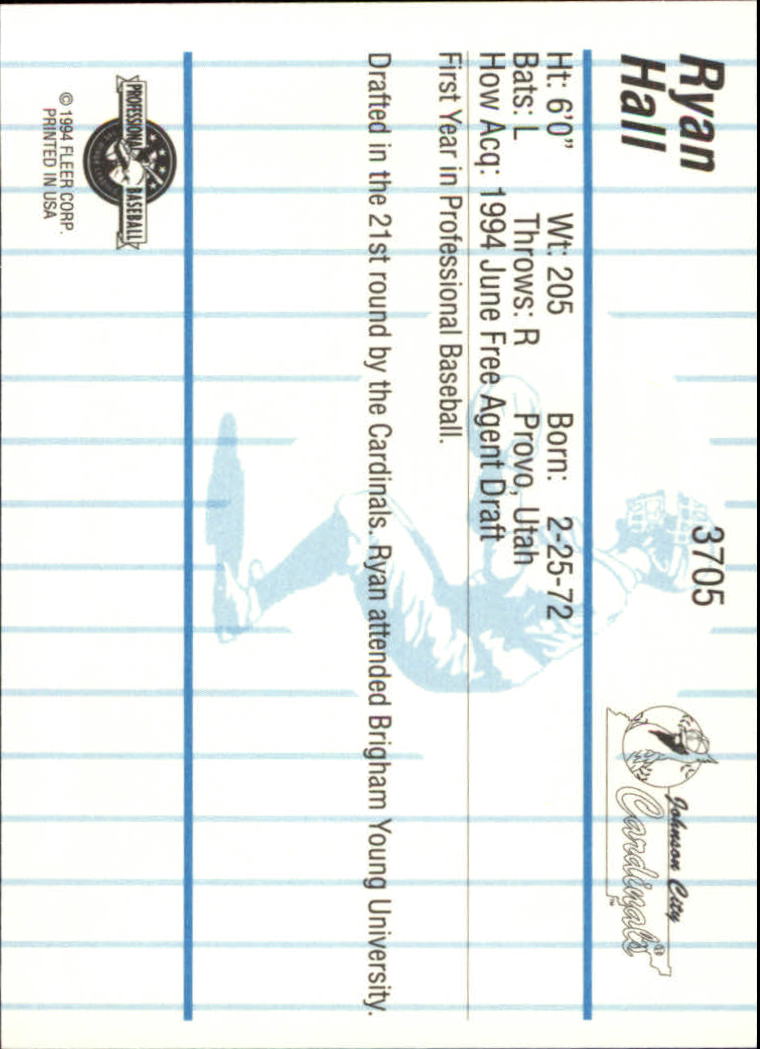 Ryan
Hall
3705
Johnson City
Cardinals®
™
Ht: 6'0" Wt: 205 Born: 2-25-72
Bats: L Throws: R Provo, Utah
How Acq: 1994 June Free Agent Draft
First Year in Professional Baseball.
Drafted in the 21st round by the Cardinals. Ryan attended Brigham Young University.
PROFESSIONAL BASEBALL
© 1994 FLEER CORP.
PRINTED IN USA